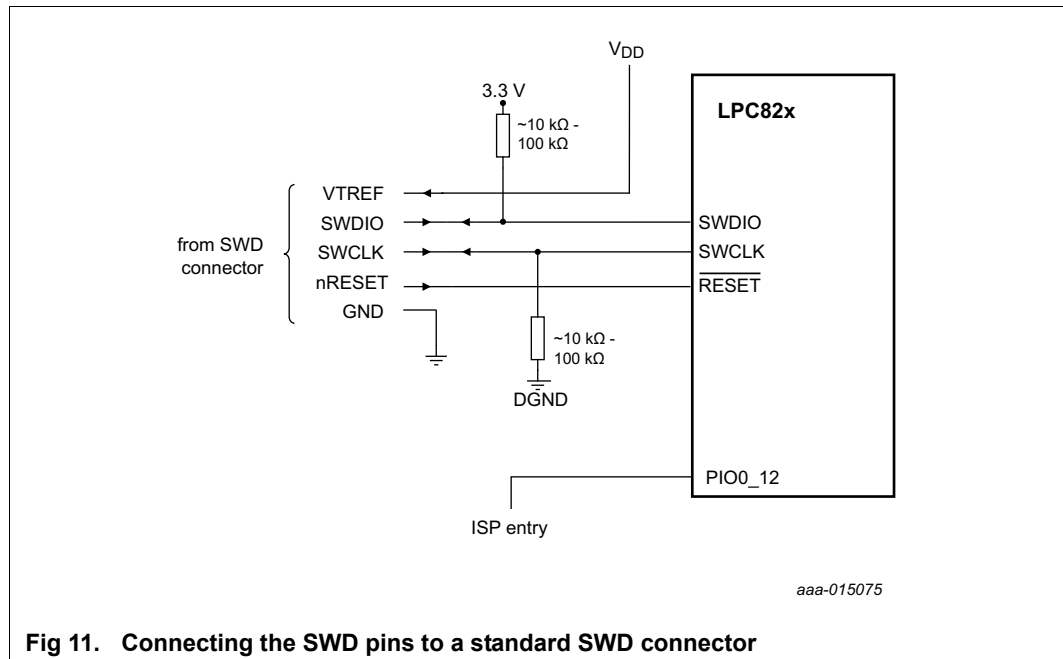 VDD
3.3 V
LPC82x
~10 kΩ -
100 kΩ
VTREF
SWDIO
SWDIO
from SWD
connector
SWCLK
SWCLK
nRESET
RESET
GND
~10 kΩ -
100 kΩ
DGND
PIO0_12
ISP entry
aaa-015075
Fig 11. Connecting the SWD pins to a standard SWD connector